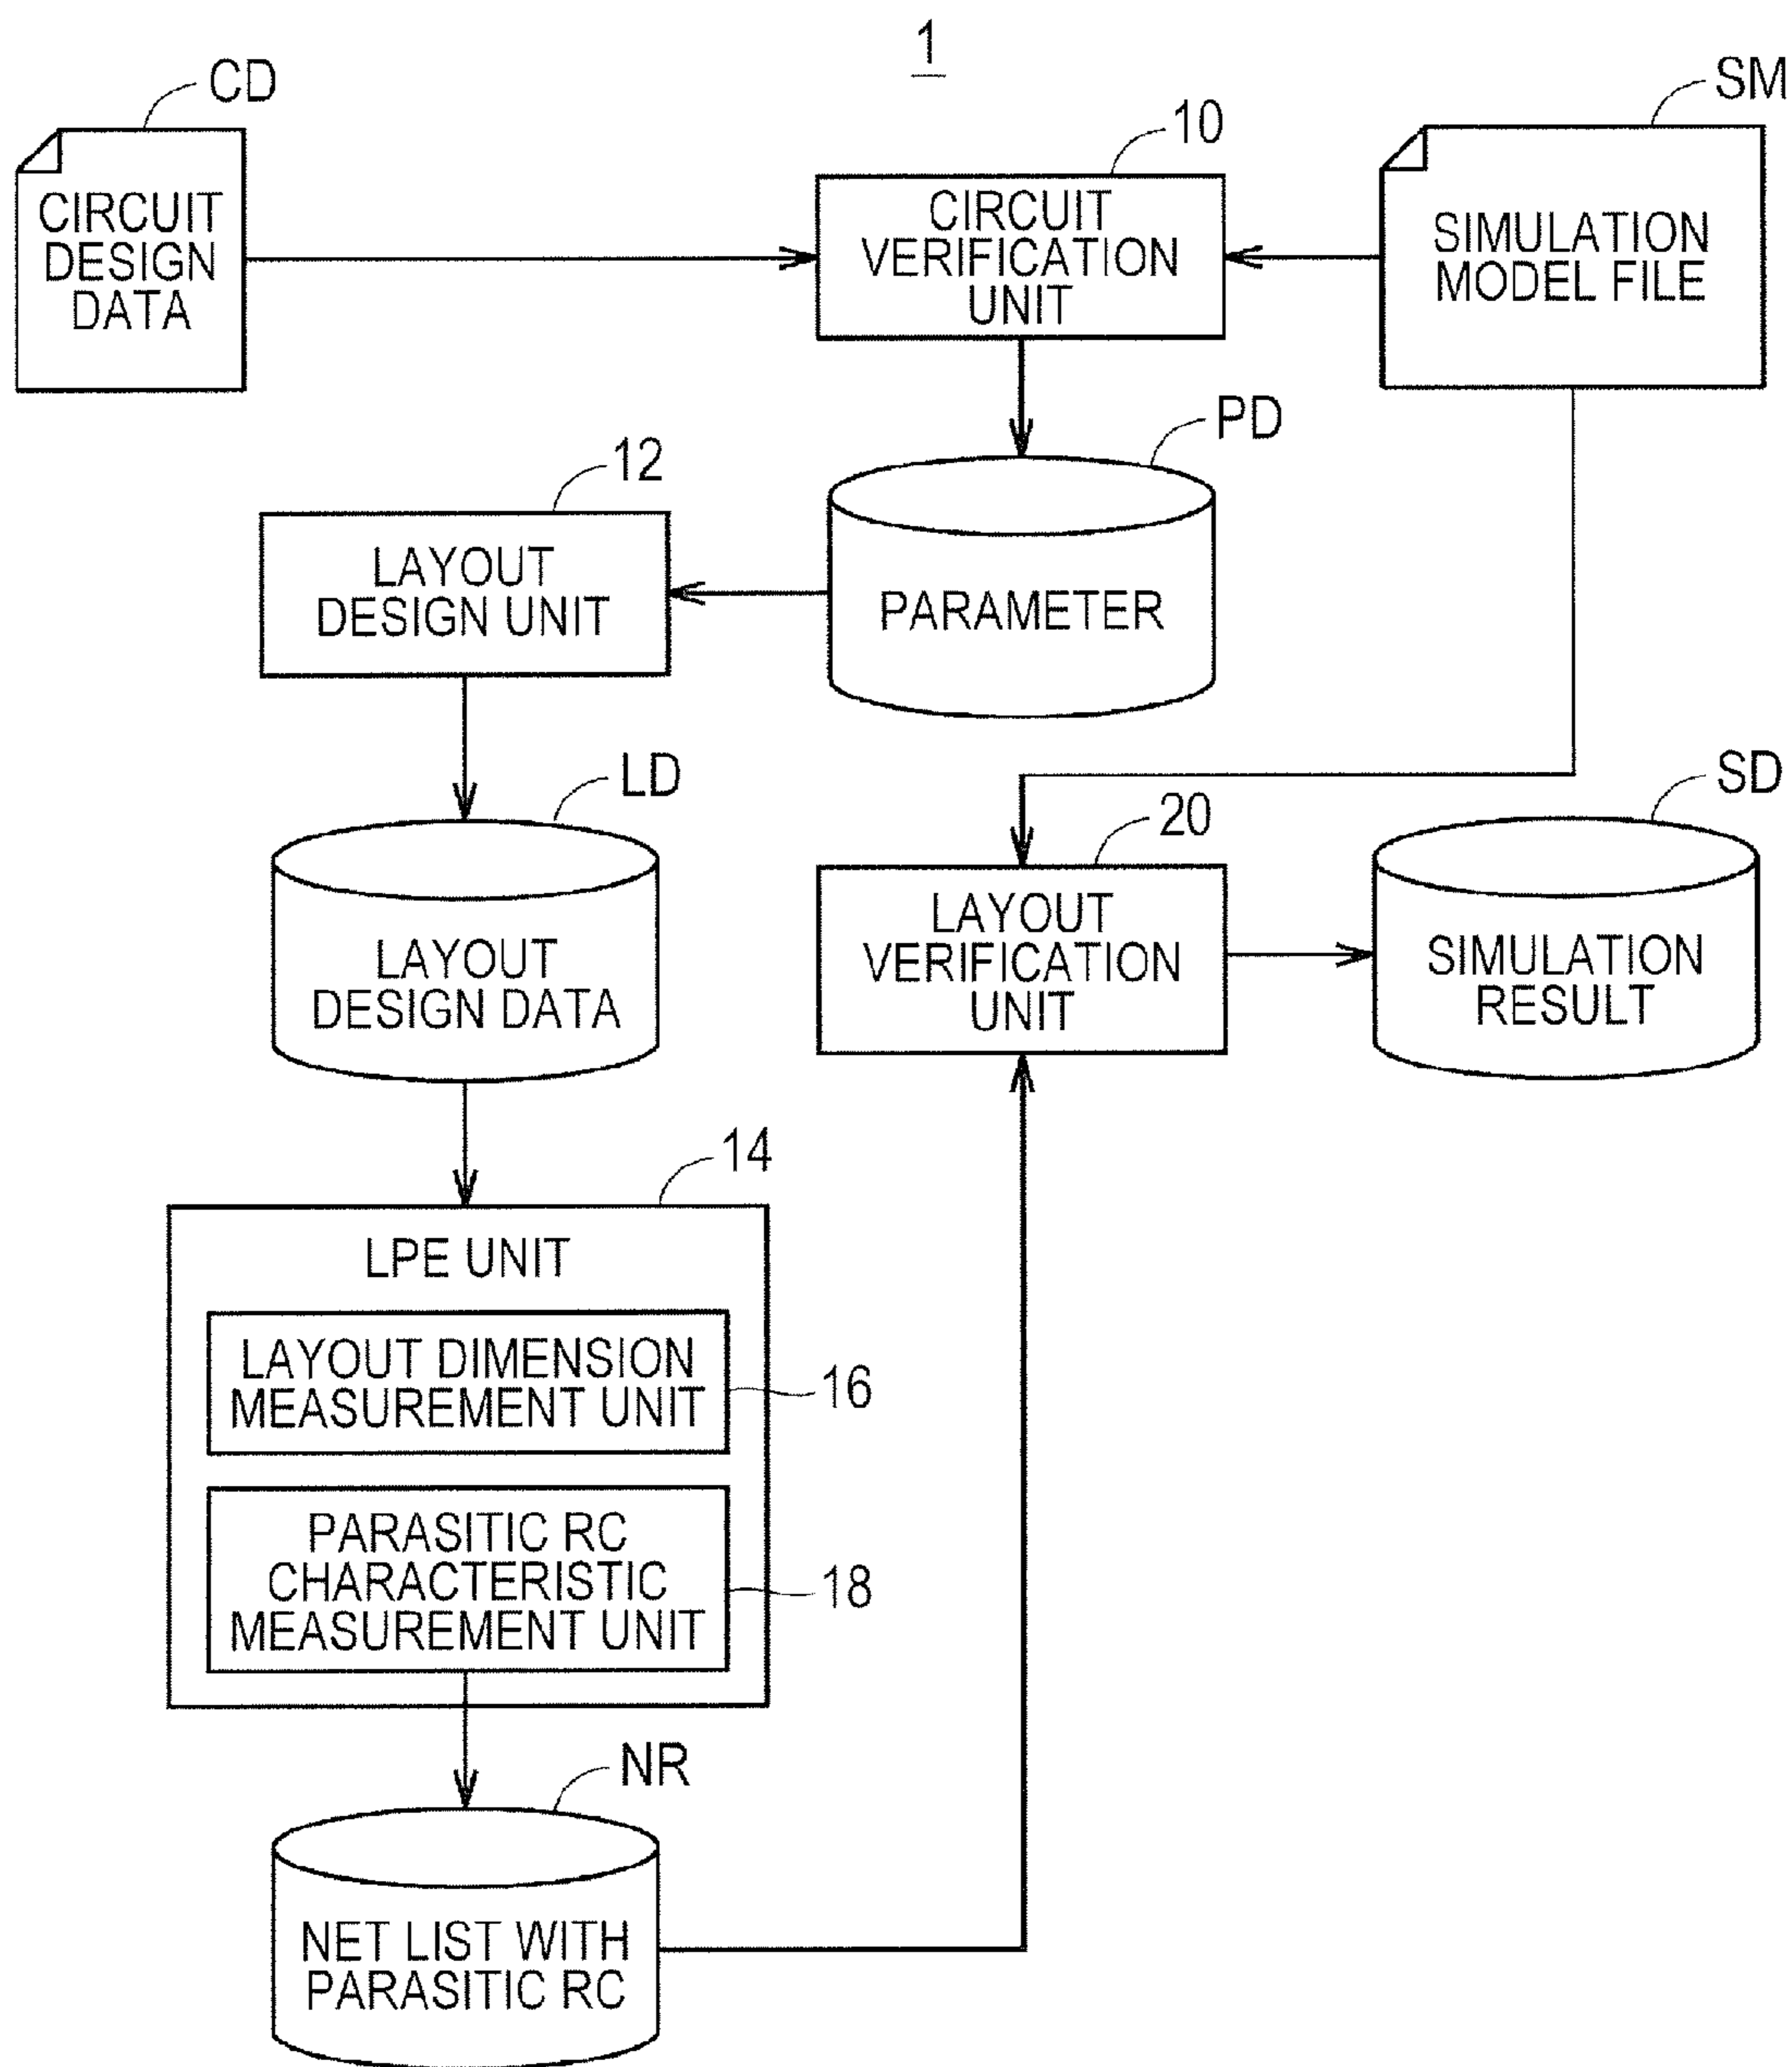 1
CD
CIRCUIT
DESIGN
DATA
10
CIRCUIT
VERIFICATION
UNIT
SM
SIMULATION
MODEL FILE
PD
PARAMETER
12
LAYOUT
DESIGN UNIT
LD
LAYOUT
DESIGN DATA
20
LAYOUT
VERIFICATION
UNIT
SD
SIMULATION
RESULT
14
LPE UNIT
LAYOUT DIMENSION
MEASUREMENT UNIT
16
PARASITIC RC
CHARACTERISTIC
MEASUREMENT UNIT
18
NR
NET LIST WITH
PARASITIC RC